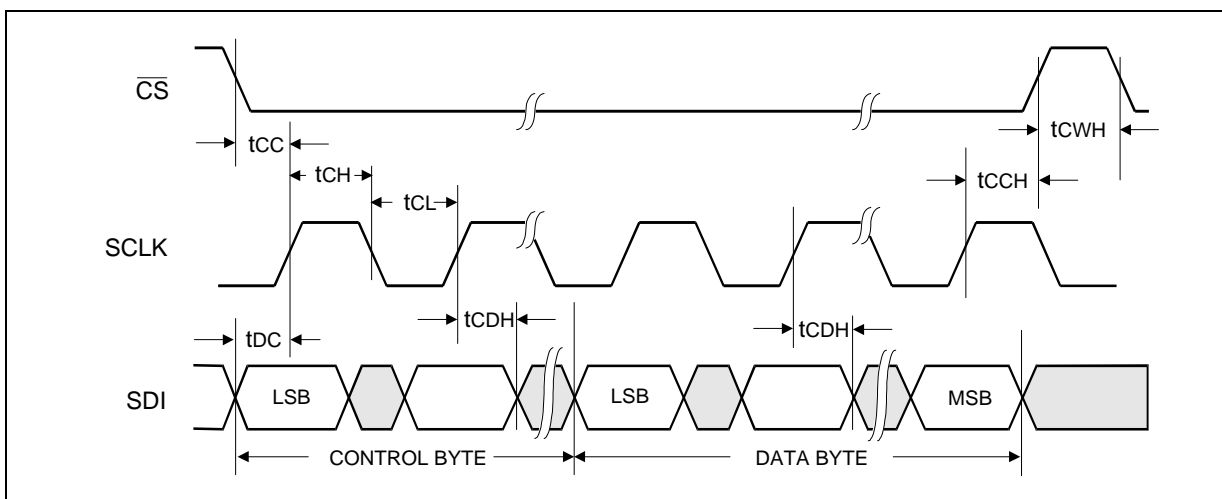 CS
tCC
tCWH
tCH
tCCH
tCL
SCLK
tDC
tCDH
tCDH
SDI
LSB
LSB
MSB
CONTROL BYTE
DATA BYTE